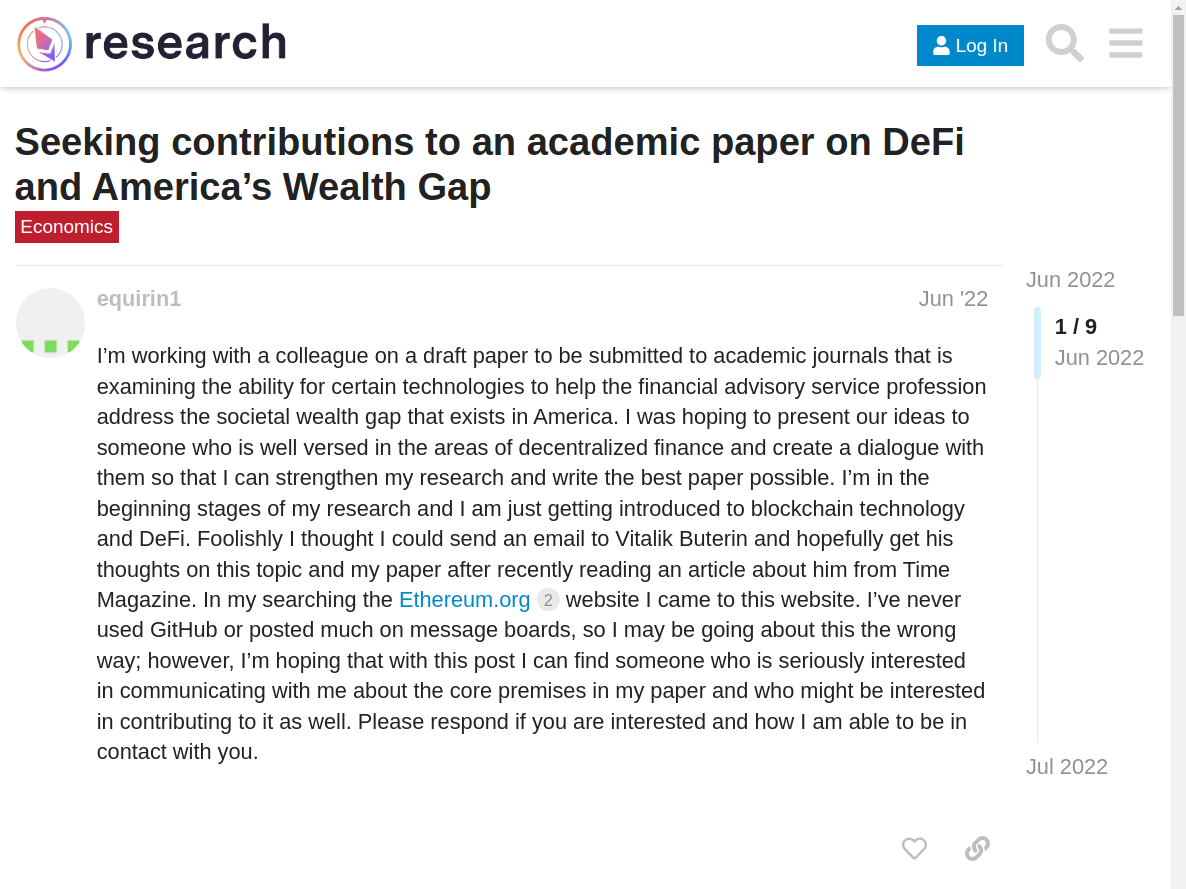 research
Log In
Seeking contributions to an academic paper on DeFi
and America’s Wealth Gap
Economics
equirin1
Jun '22
I’m working with a colleague on a draft paper to be submitted to academic journals that is
examining the ability for certain technologies to help the financial advisory service profession
address the societal wealth gap that exists in America. I was hoping to present our ideas to
someone who is well versed in the areas of decentralized finance and create a dialogue with
them so that I can strengthen my research and write the best paper possible. I’m in the
beginning stages of my research and I am just getting introduced to blockchain technology
and DeFi. Foolishly I thought I could send an email to Vitalik Buterin and hopefully get his
thoughts on this topic and my paper after recently reading an article about him from Time
Magazine. In my searching the Ethereum.org 2 website I came to this website. I’ve never
used GitHub or posted much on message boards, so I may be going about this the wrong
way; however, I’m hoping that with this post I can find someone who is seriously interested
in communicating with me about the core premises in my paper and who might be interested
in contributing to it as well. Please respond if you are interested and how I am able to be in
contact with you.
Jun 2022
1 / 9
Jun 2022
Jul 2022